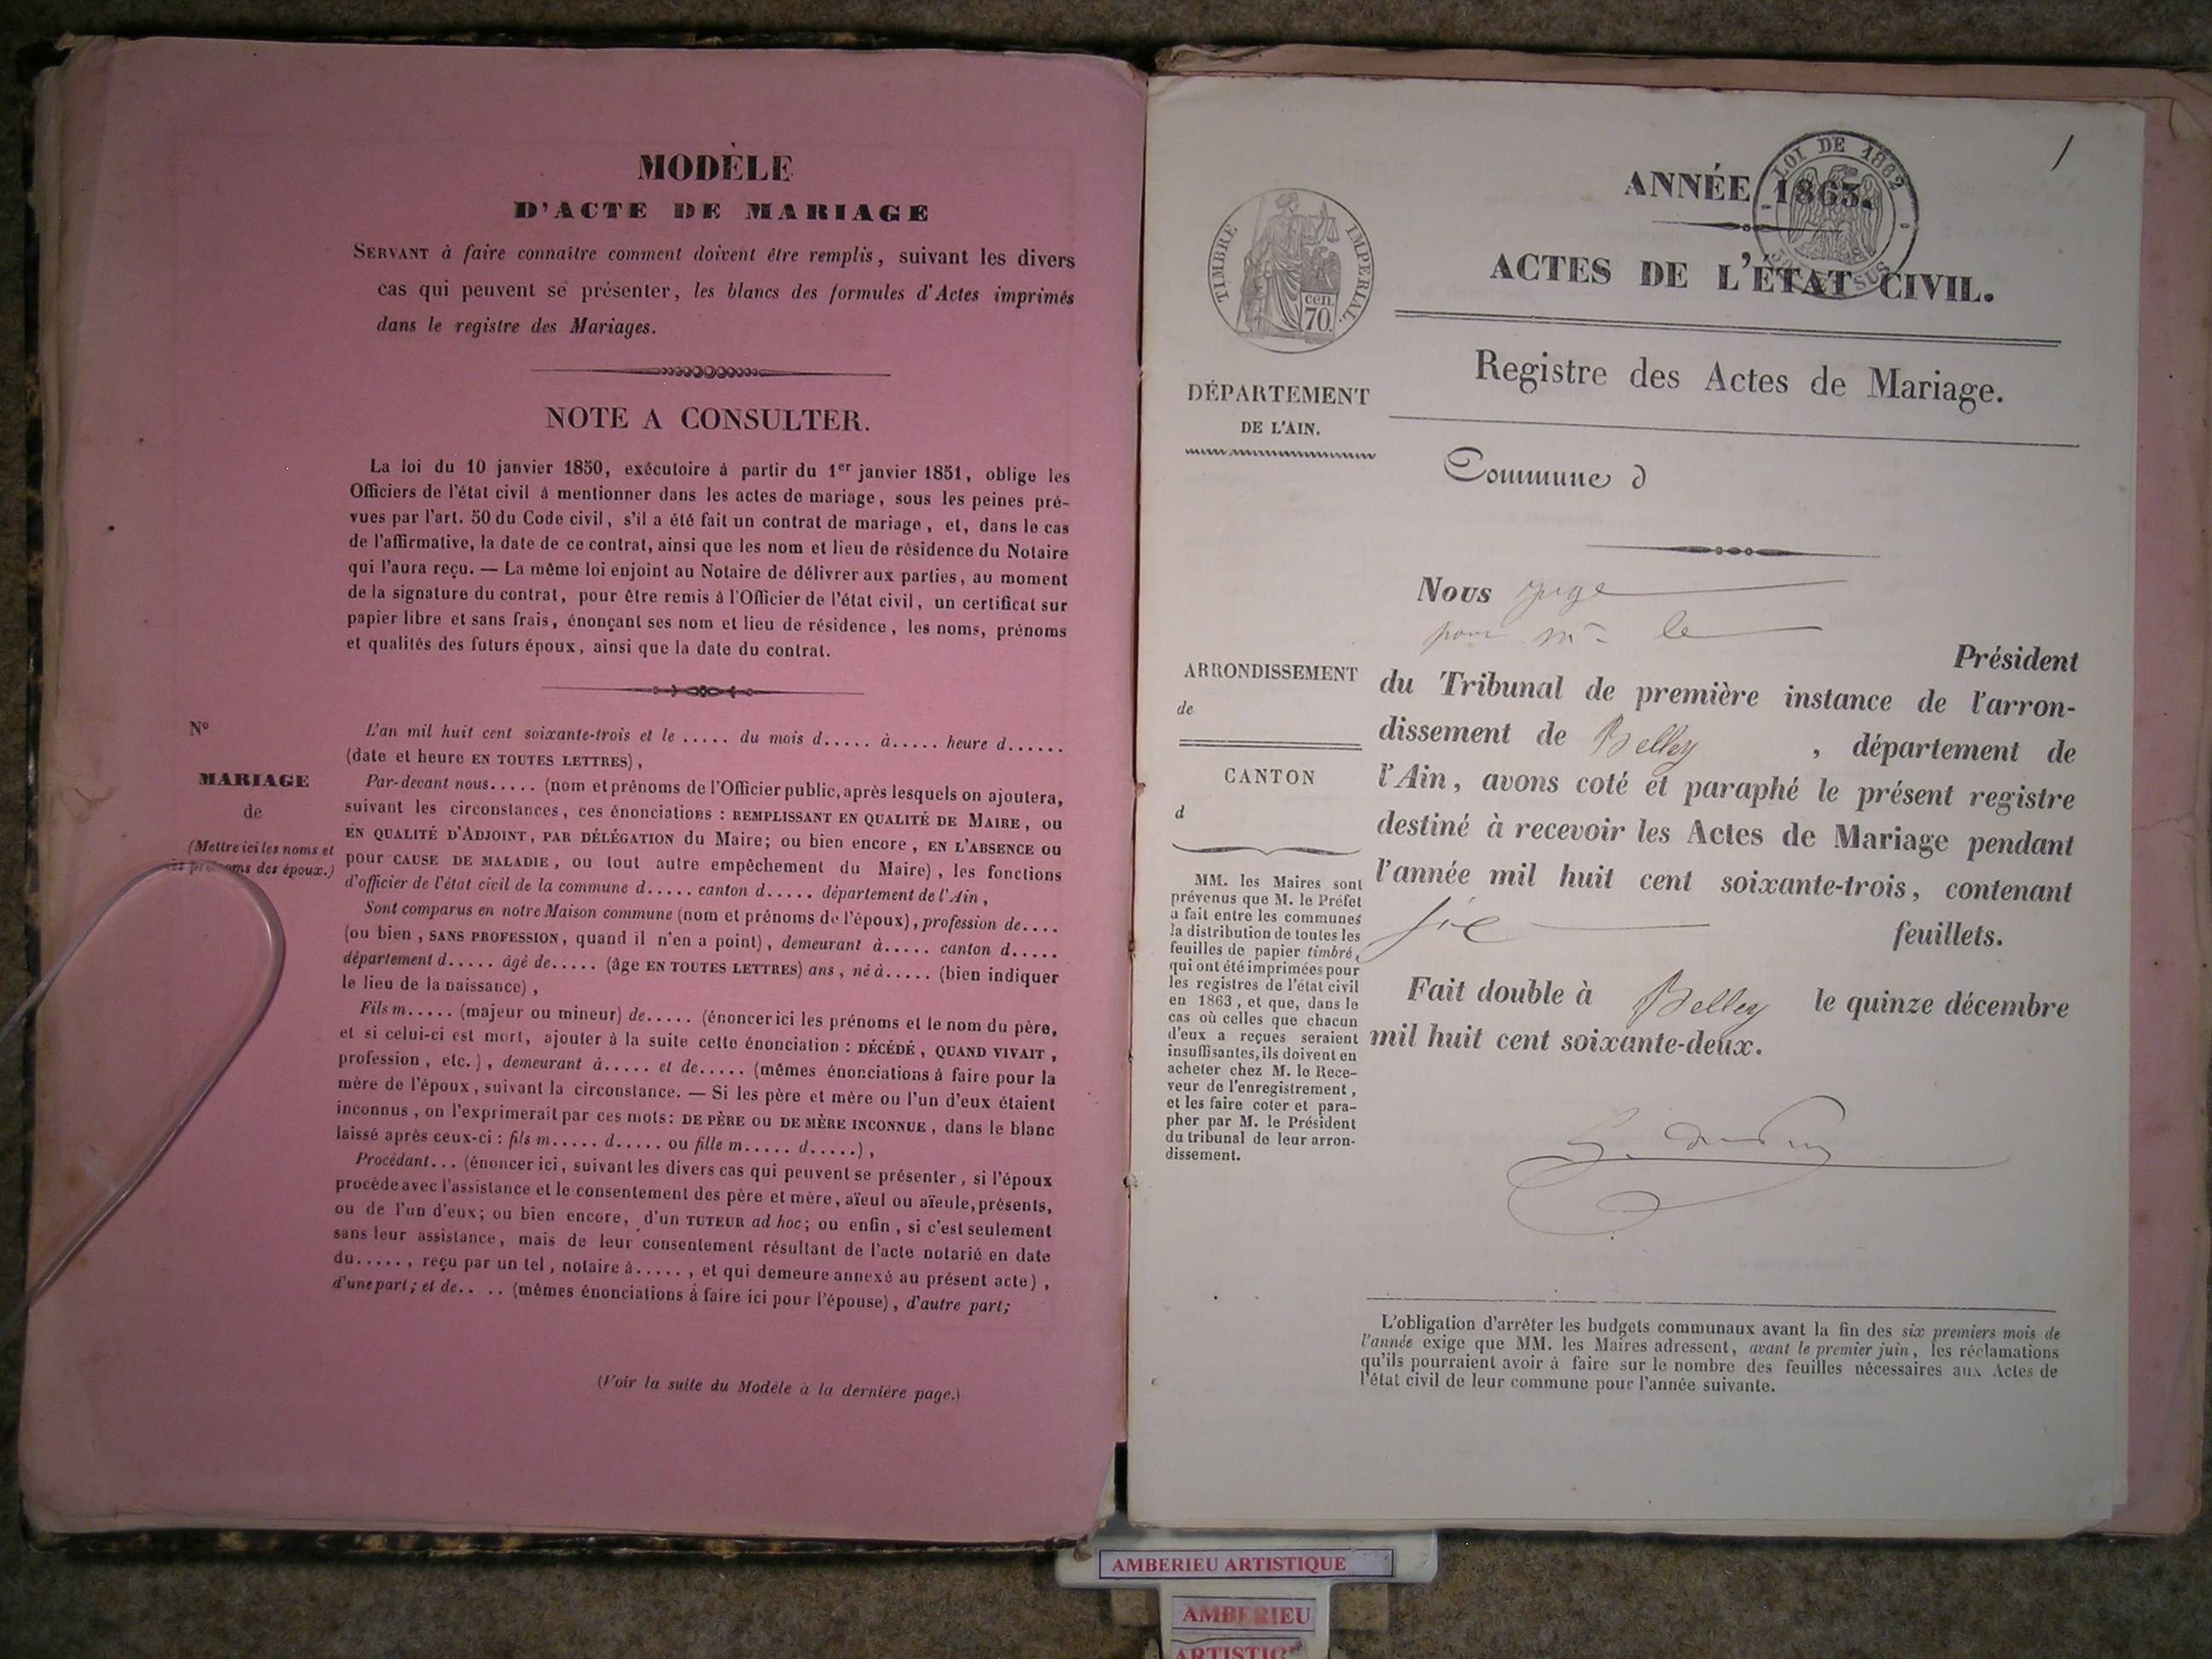 MODÈLE
D'ACTE DE MARIAGE
SERVANT à faire connaître comment doivent être remplis, suivant les divers
cas qui peuvent se présenter, les blancs des formules d'Actes imprimés
dans le registre des Mariages.
NOTE A CONSULTER.
La loi du 10 janvier 1850, exécutoire à partir du 1er janvier 1851, oblige les
Officiers de l'état civil à mentionner dans les actes de mariage, sous les peines pré-
vues par l'art. 50 du Code civil, s'il a été fait un contrat de mariage, et, dans le cas
de l'affirmative, la date de ce contrat, ainsi que les nom et lieu de résidence du Notaire
qui l'aura reçu. — La même loi enjoint au Notaire de délivrer aux parties, au moment
de la signature du contrat, pour être remis à l'Officier de l'état civil, un certificat sur
papier libre et sans frais, énonçant ses nom et lieu de résidence, les noms, prénoms
et qualités des futurs époux, ainsi que la date du contrat.
No
MARIAGE
de
(Mettre ici les noms et
prénoms des époux.)
L'an mil huit cent soixante-trois et le ..... du mois d..... à..... heure d......
(date et heure EN TOUTES LETTRES),
Par-devant nous..... (nom et prénoms de l'Officier public, après lesquels on ajoutera,
suivant les circonstances, ces énonciations : REMPLISSANT EN QUALITÉ DE MAIRE, ou
EN QUALITÉ D'ADJOINT, PAR DÉLÉGATION du Maire; ou bien encore, EN L'ABSENCE ou
pour CAUSE DE MALADIE, ou tout autre empêchement du Maire), les fonctions
d'officier de l'état civil de la commune d..... canton d..... département de l'Ain,
Sont comparus en notre Maison commune (nom et prénoms de l'époux), profession de....
(ou bien, SANS PROFESSION, quand il n'en a point), demeurant à..... canton d.....
département d..... âgé de..... (âge EN TOUTES LETTRES) ans, né à..... (bien indiquer
le lieu de la naissance),
Fils m..... (majeur ou mineur) de..... (énoncer ici les prénoms et le nom du père,
et si celui-ci est mort, ajouter à la suite cette énonciation : DÉCÉDÉ, QUAND VIVAIT,
profession, etc.), demeurant à..... et de..... (mêmes énonciations à faire pour la
mère de l'époux, suivant la circonstance. — Si les père et mère ou l'un d'eux étaient
inconnus, on l'exprimerait par ces mots: DE PÈRE OU DE MÈRE INCONNUE, dans le blanc
laissé après ceux-ci : fils m..... d..... ou fille m..... d.....),
Procédant... (énoncer ici, suivant les divers cas qui peuvent se présenter, si l'époux
procède avec l'assistance et le consentement des père et mère, aïeul ou aïeule, présents,
ou de l'un d'eux; ou bien encore, d'un TUTEUR ad hoc; ou enfin, si c'est seulement
sans leur assistance, mais de leur consentement résultant de l'acte notarié en date
du....., reçu par un tel, notaire à....., et qui demeure annexé au présent acte),
d'une part; et de.. .. (mêmes énonciations à faire ici pour l'épouse), d'autre part;
(Voir la suite du Modèle à la dernière page.)
1
LOI DE 1862
ANNÉE 1863.
TIMBRE IMPÉRIAL.
cen.
70
ACTES DE L'ÉTAT CIVIL.
Registre des Actes de Mariage.
DÉPARTEMENT
DE L'AIN.
Commune d
Nous juge
pour Mr le
Président
ARRONDISSEMENT
de
CANTON
d
du Tribunal de première instance de l'arron-
dissement de Belley, département de
l'Ain, avons coté et paraphé le présent registre
destiné à recevoir les Actes de Mariage pendant
l'année mil huit cent soixante-trois, contenant
six feuillets.
Fait double à Belley le quinze décembre
mil huit cent soixante-deux.
MM. les Maires sont
prévenus que M. le Préfet
a fait entre les communes
la distribution de toutes les
feuilles de papier timbré,
qui ont été imprimées pour
les registres de l'état civil
en 1863, et que, dans le
cas où celles que chacun
d'eux a reçues seraient
insuffisantes, ils doivent en
acheter chez M. le Rece-
veur de l'enregistrement,
et les faire coter et para-
pher par M. le Président
du tribunal de leur arron-
dissement.
L'obligation d'arrêter les budgets communaux avant la fin des six premiers mois de
l'année exige que MM. les Maires adressent, avant le premier juin, les réclamations
qu'ils pourraient avoir à faire sur le nombre des feuilles nécessaires aux Actes de
l'état civil de leur commune pour l'année suivante.
AMBERIEU ARTISTIQUE
AMBERIEU
ARTISTIQ